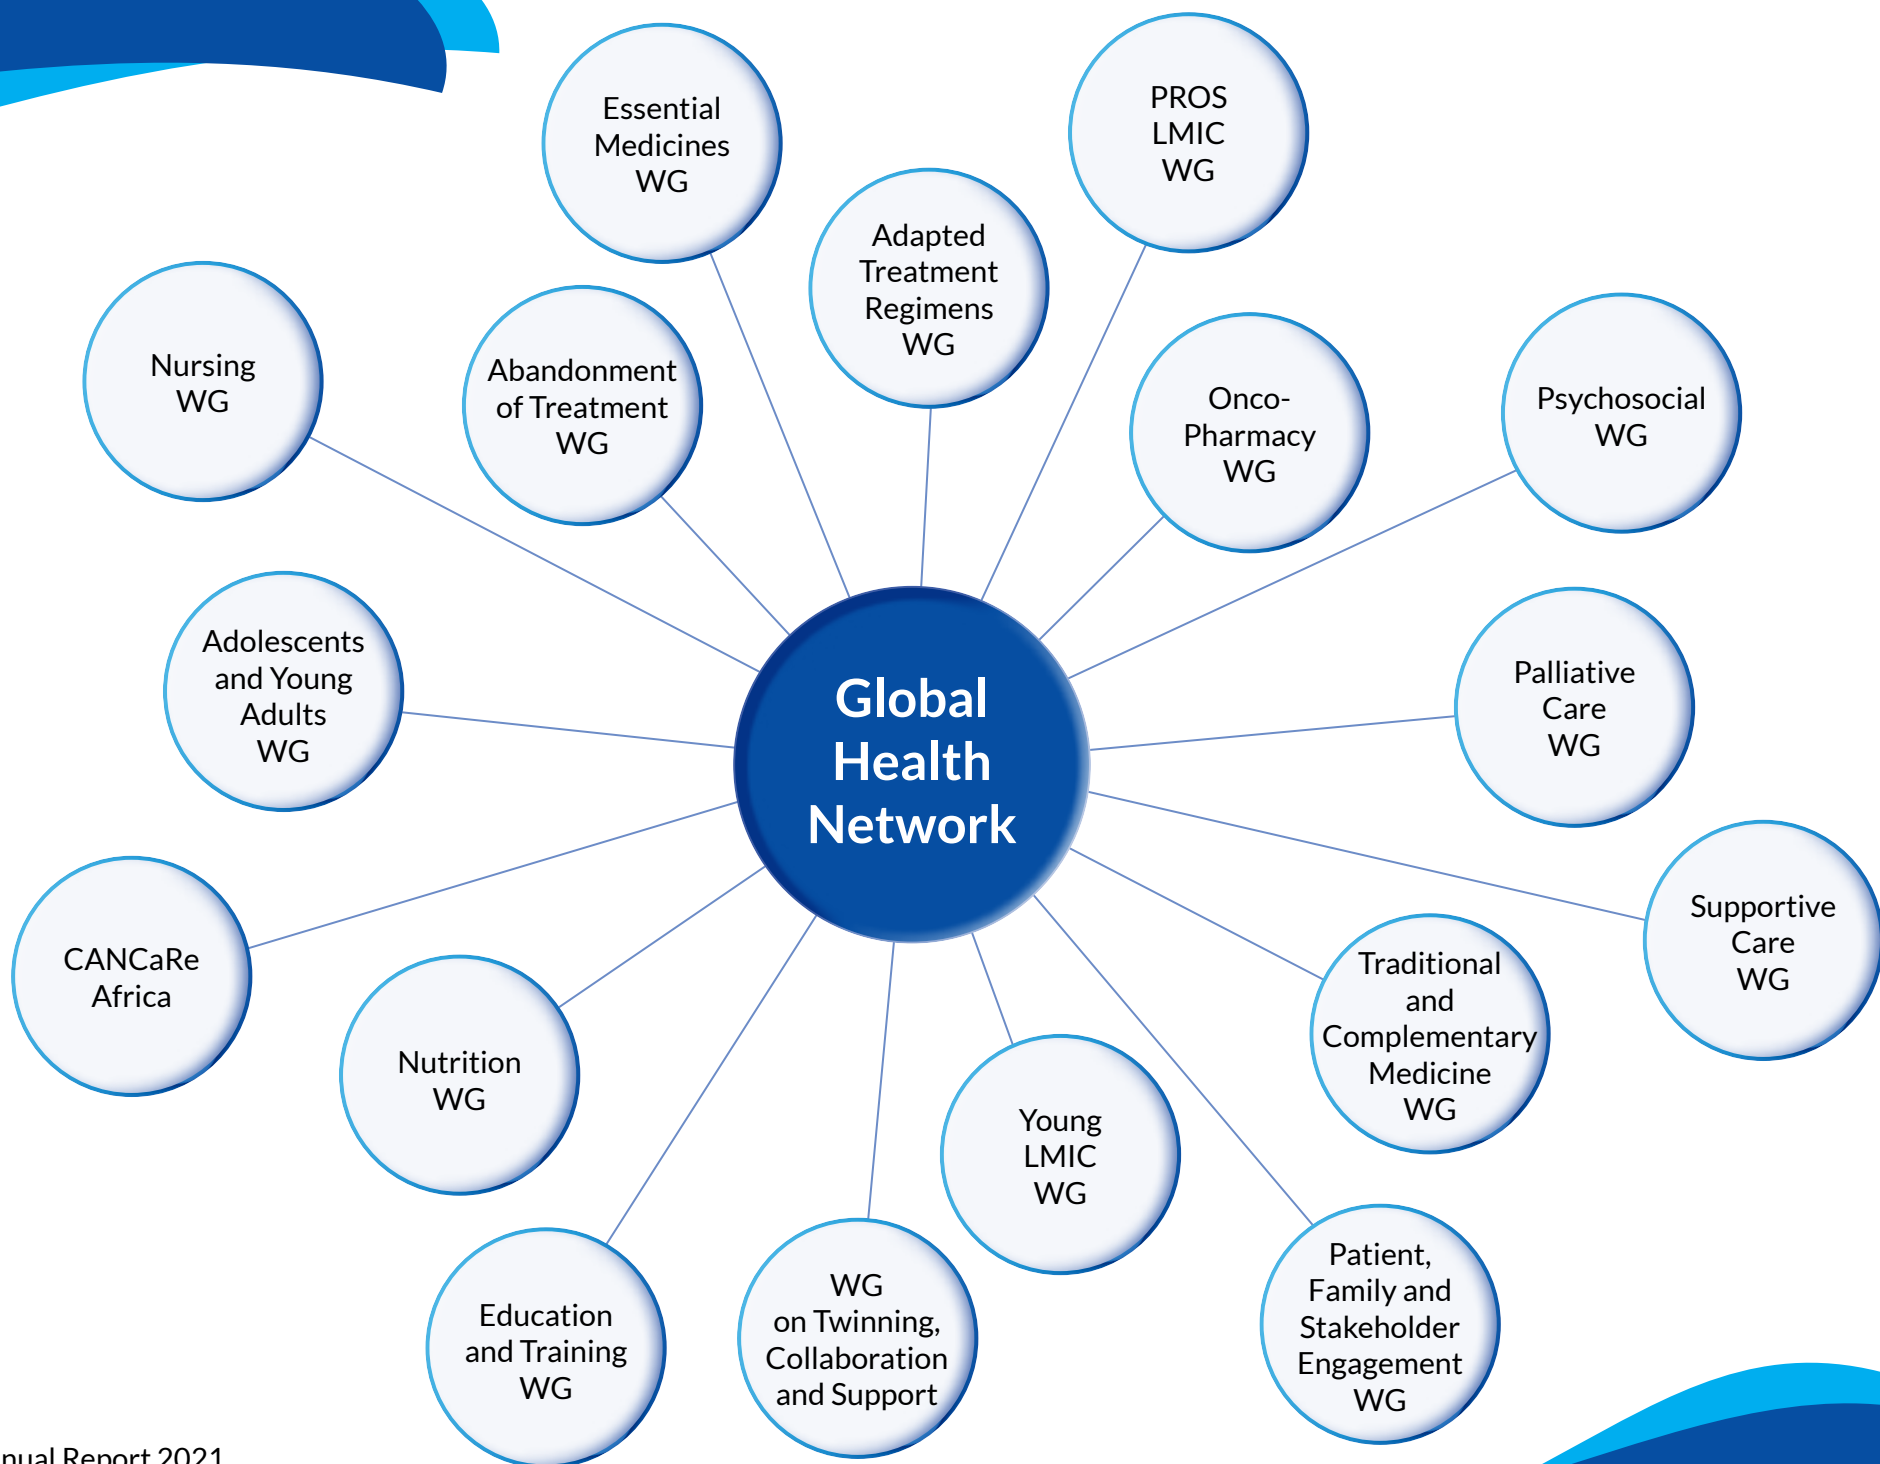 Essential
Medicines
WG
PROS
LMIC
WG
Adapted
Treatment
Regimens
WG
Nursing
WG
Abandonment
of Treatment
WG
Onco-
Pharmacy
WG
Psychosocial
WG
Adolescents
and Young
Adults
WG
Global
Health
Network
Palliative
Care
WG
CANCaRe
Africa
Supportive
Care
WG
Nutrition
WG
Traditional
and
Complementary
Medicine
WG
Young
LMIC
WG
Education
and Training
WG
WG
on Twinning,
Collaboration
and Support
Patient,
Family and
Stakeholder
Engagement
WG
nual Report 2021